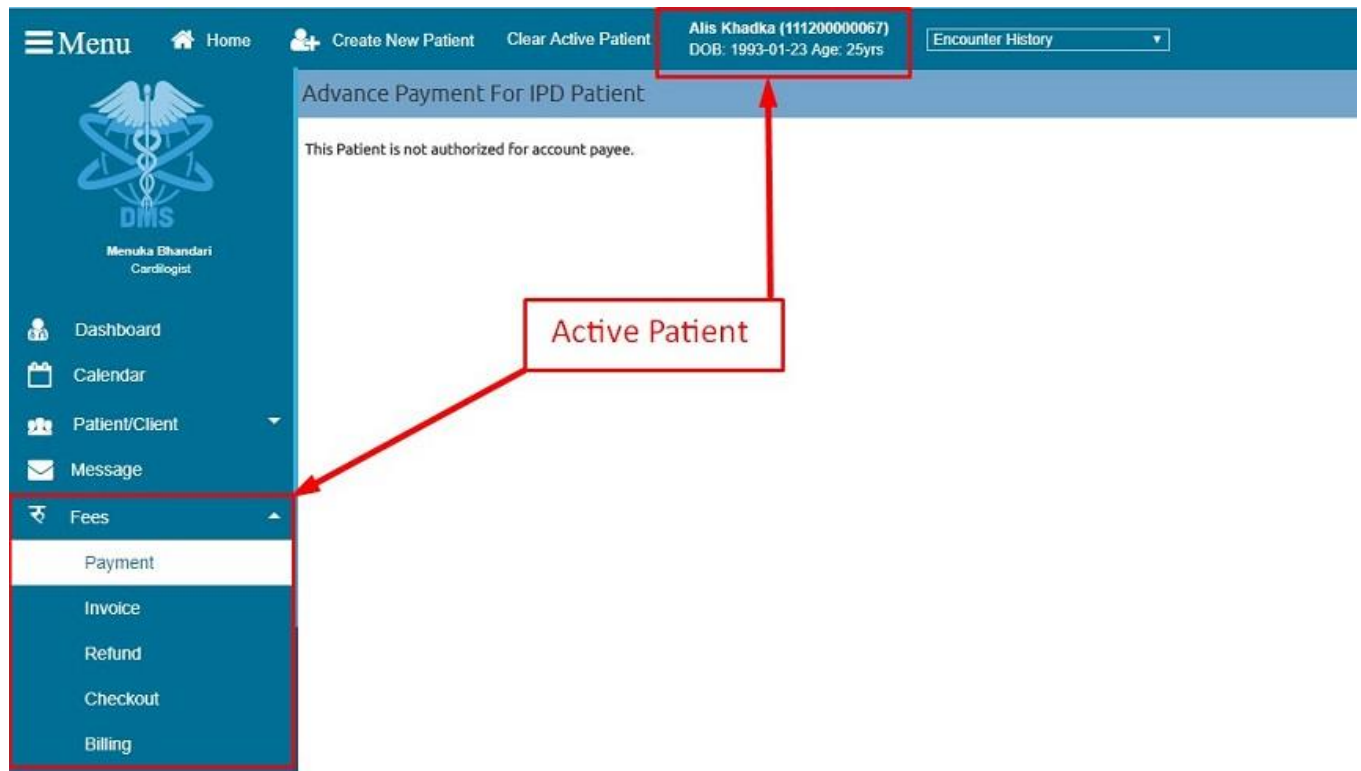 Menu
Home
Create New Patient
Clear Active Patient
Alis Khadka (111200000067)
DOB: 1993-01-23 Age: 25yrs
Encounter History
Advance Payment For IPD Patient
This Patient is not authorized for account payee.
DMS
Menuka Bhandari
Cardilogist
Active Patient
Dashboard
Calendar
Patient/Client
Message
रु Fees
Payment
Invoice
Refund
Checkout
Billing